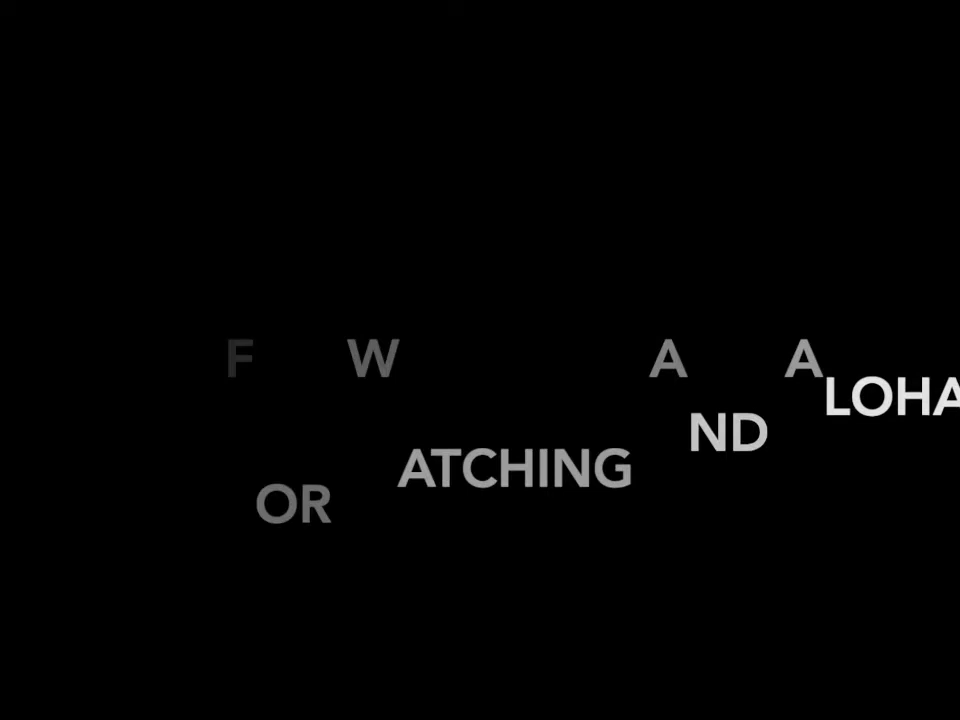 F W A A
LOHA
ND
ATCHING
OR